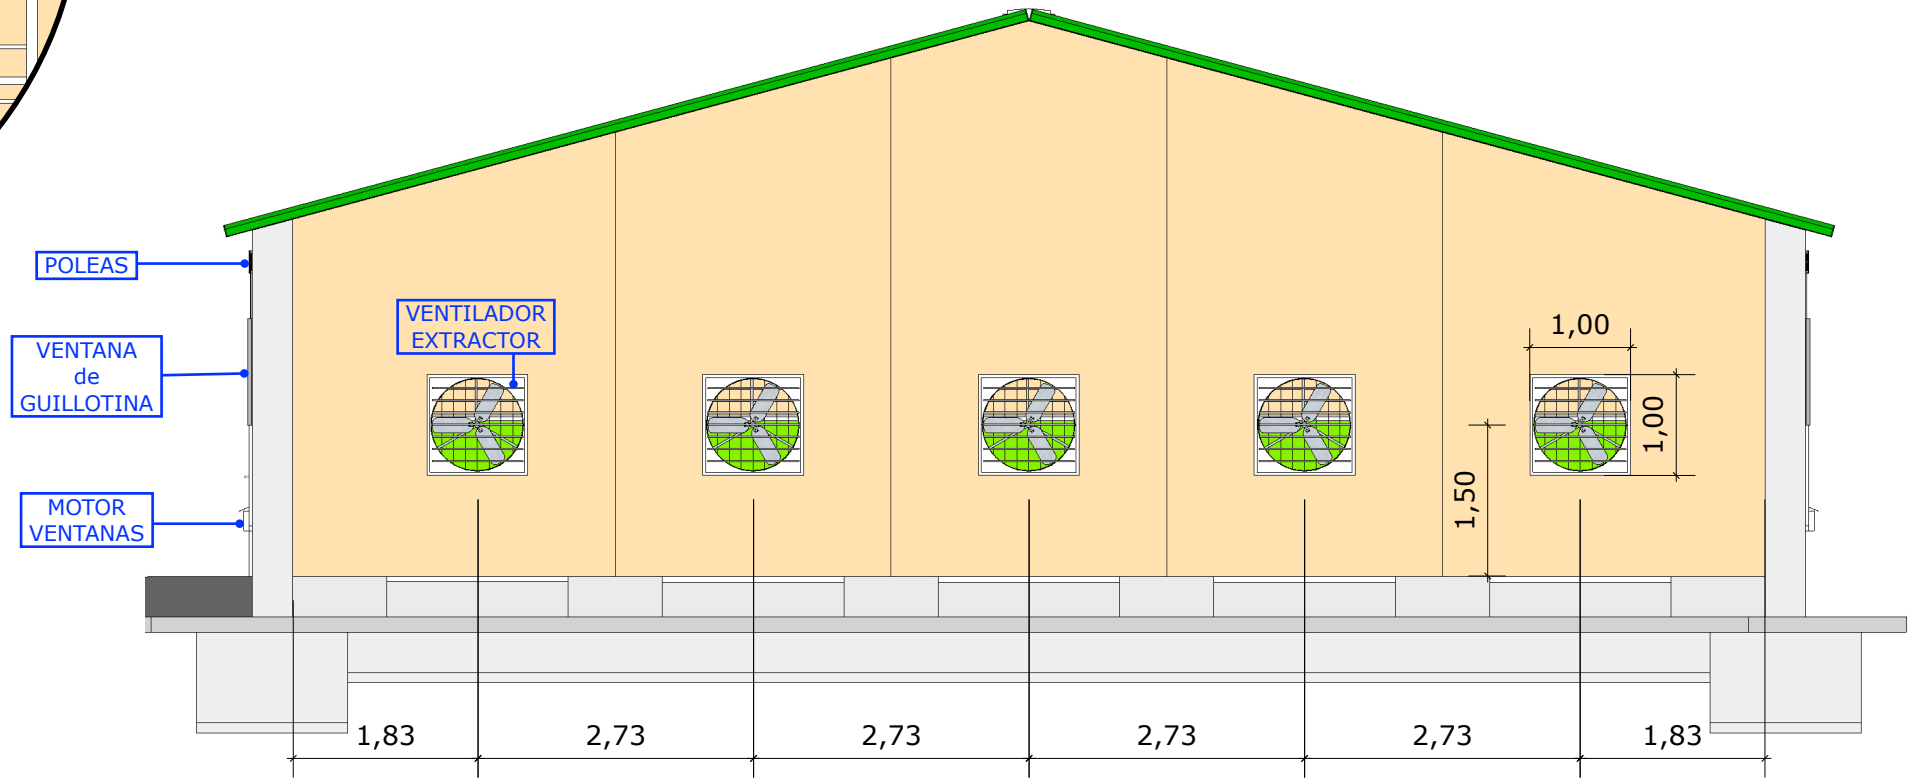 POLEAS
VENTANA
de
GUILLOTINA
MOTOR
VENTANAS
VENTILADOR
EXTRACTOR
1,00
1,00
1,50
1,83
2,73
2,73
2,73
2,73
1,83